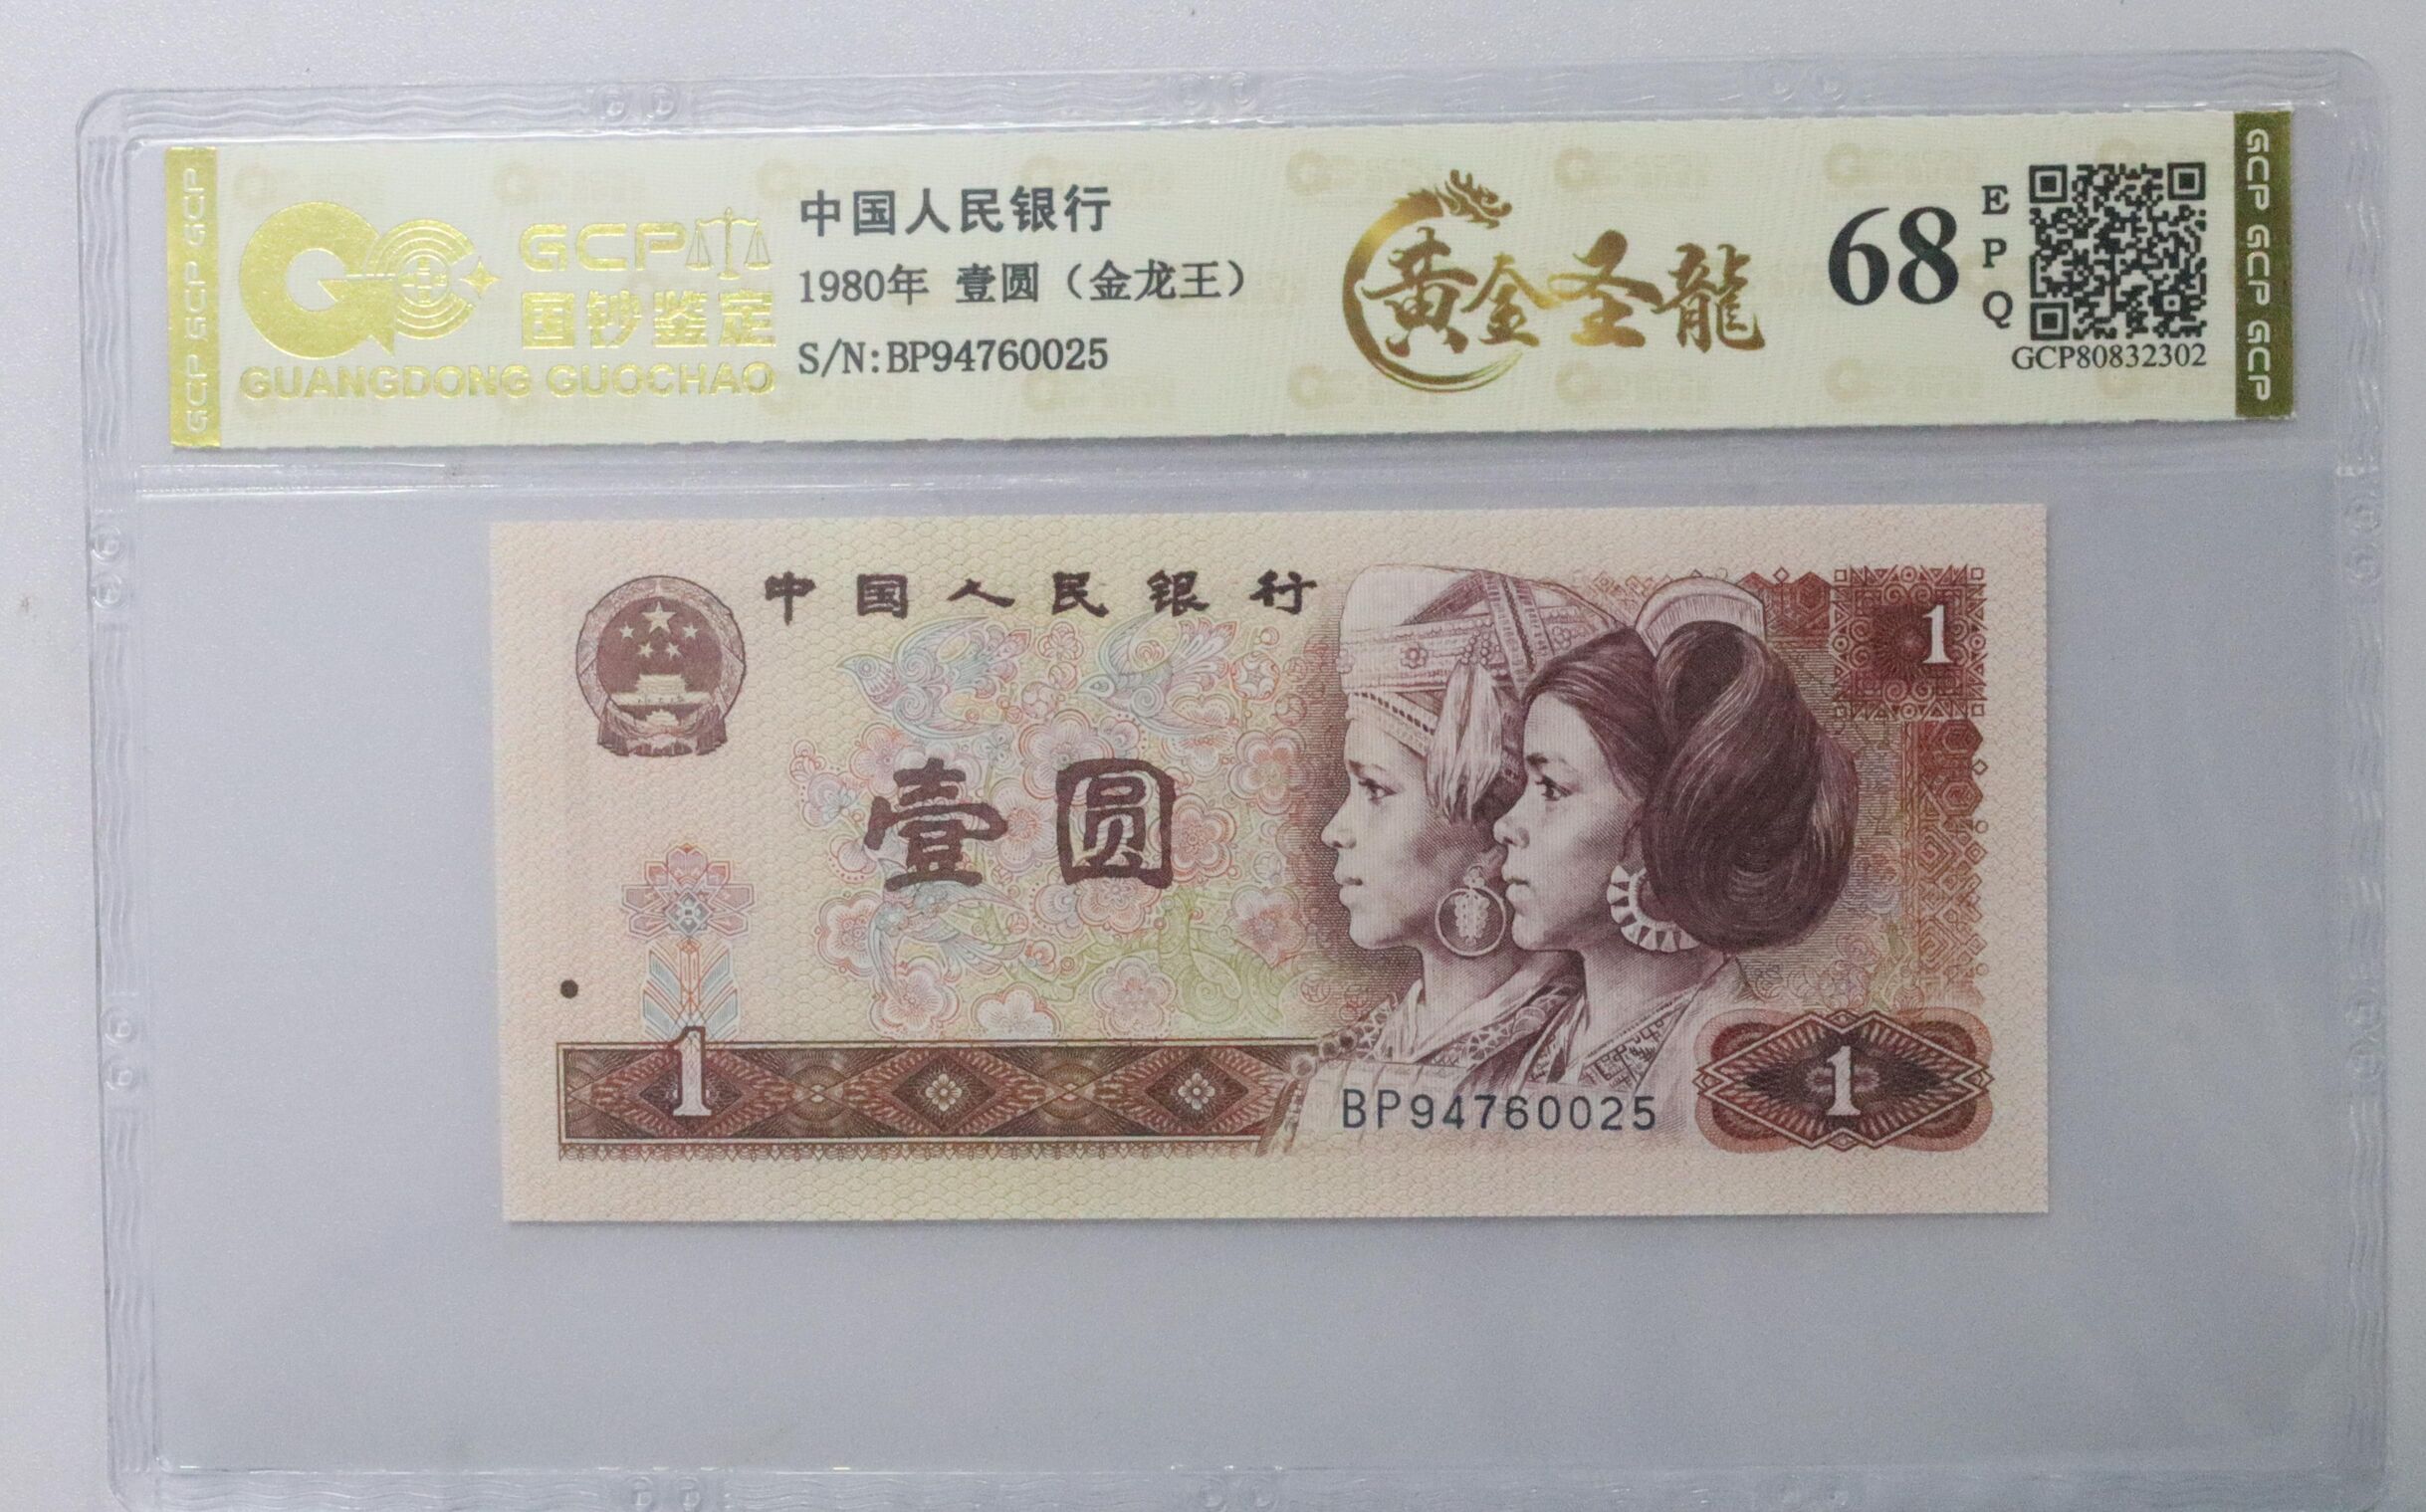 GCP GCP GCP
GCP
国钞鉴定
GUANGDONG GUOCHAO
中国人民银行
1980年 壹圆（金龙王）
S/N:BP94760025
黄金圣龍
68
E
P
Q
GCP80832302
GCP GCP GCP
中国人民银行
1
壹圆
1
BP94760025
1